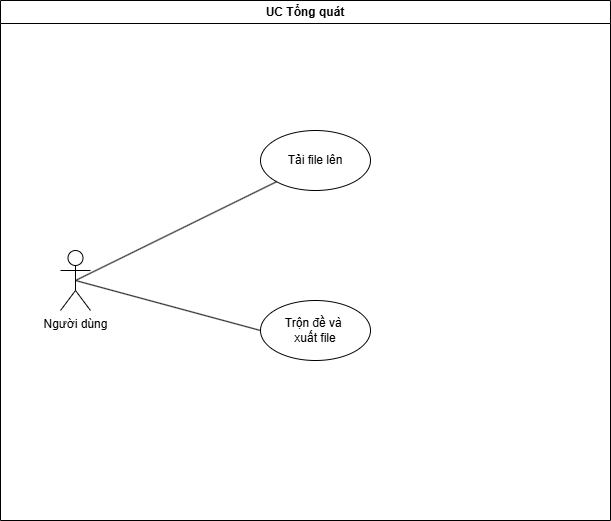 UC Tổng quát
Tải file lên
Người dùng
Trộn đề và
xuất file